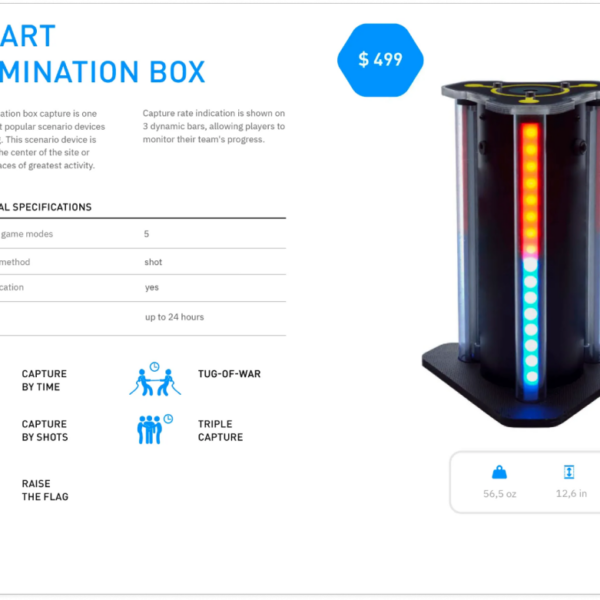 ART
MINATION BOX
$ 499
ation box capture is one
t popular scenario devices
. This scenario device is
he center of the site or
aces of greatest activity.
Capture rate indication is shown on
3 dynamic bars, allowing players to
monitor their team's progress.
AL SPECIFICATIONS
game modes 5
method shot
cation yes
up to 24 hours
CAPTURE
BY TIME
TUG-OF-WAR
CAPTURE
BY SHOTS
TRIPLE
CAPTURE
RAISE
THE FLAG
56,5 oz 12,6 in